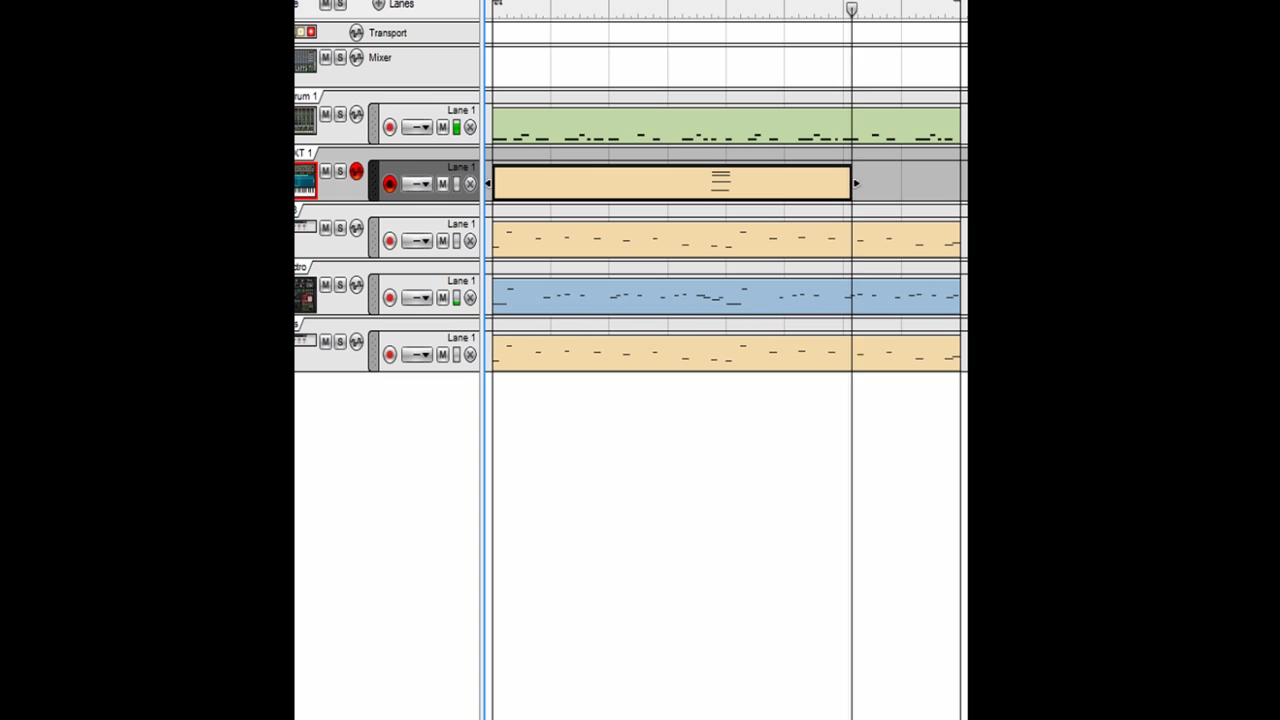 e M S Lanes
Transport
M S Mixer
rum 1
M S Lane 1
M
XT 1
M S Lane 1
M
M S Lane 1
M
dro
M S Lane 1
M
s
M S Lane 1
M